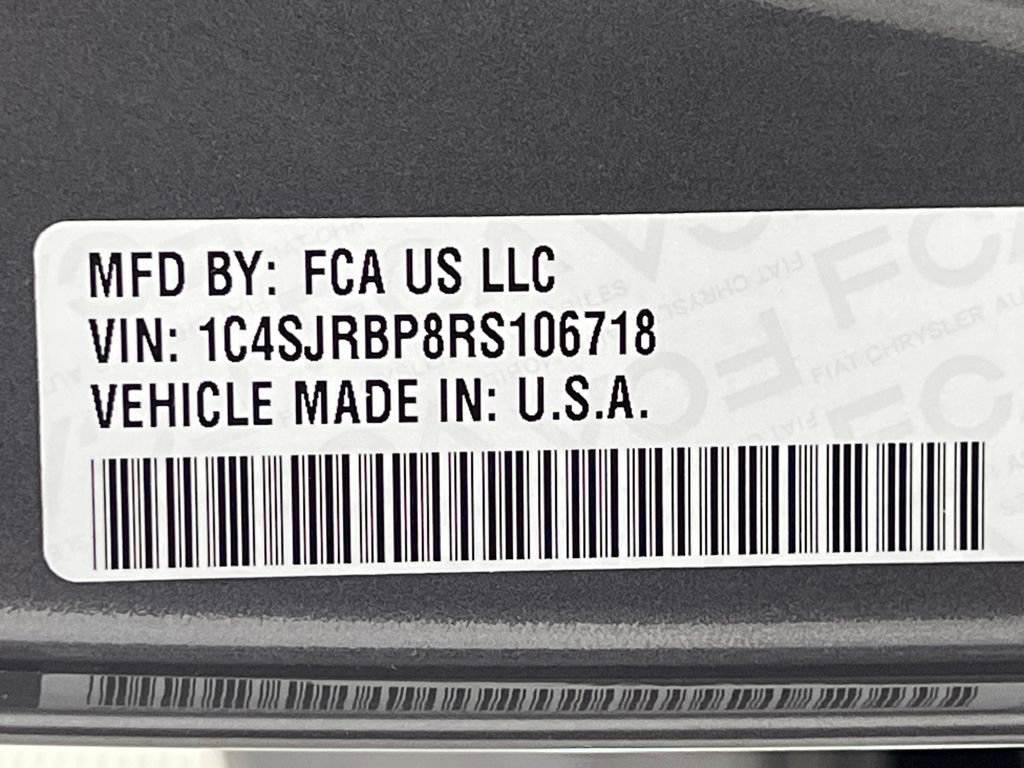 MFD BY: FCA US LLC
VIN: 1C4SJRBP8RS106718
VEHICLE MADE IN: U.S.A.